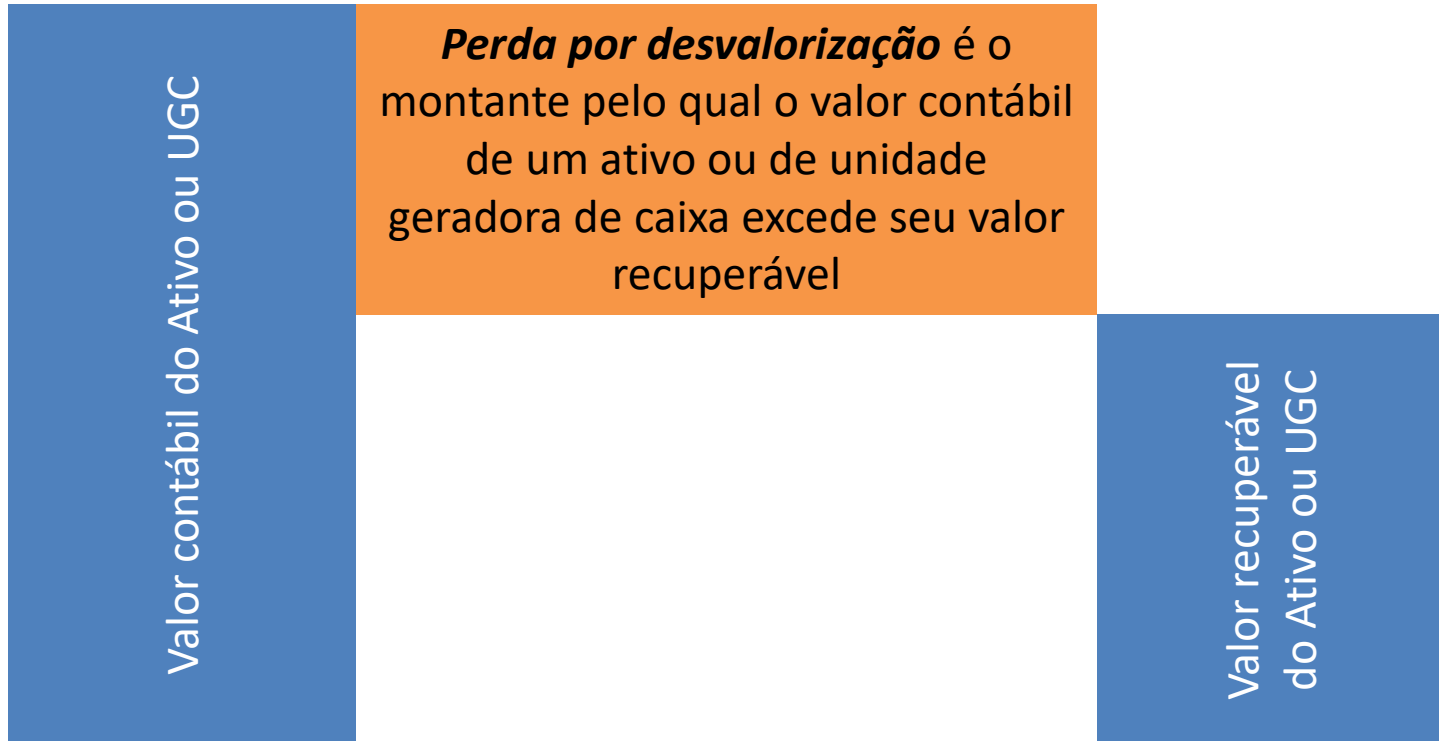 Valor contábil do Ativo ou UGC
Perda por desvalorização é o
montante pelo qual o valor contábil
de um ativo ou de unidade
geradora de caixa excede seu valor
recuperável
Valor recuperável
do Ativo ou UGC